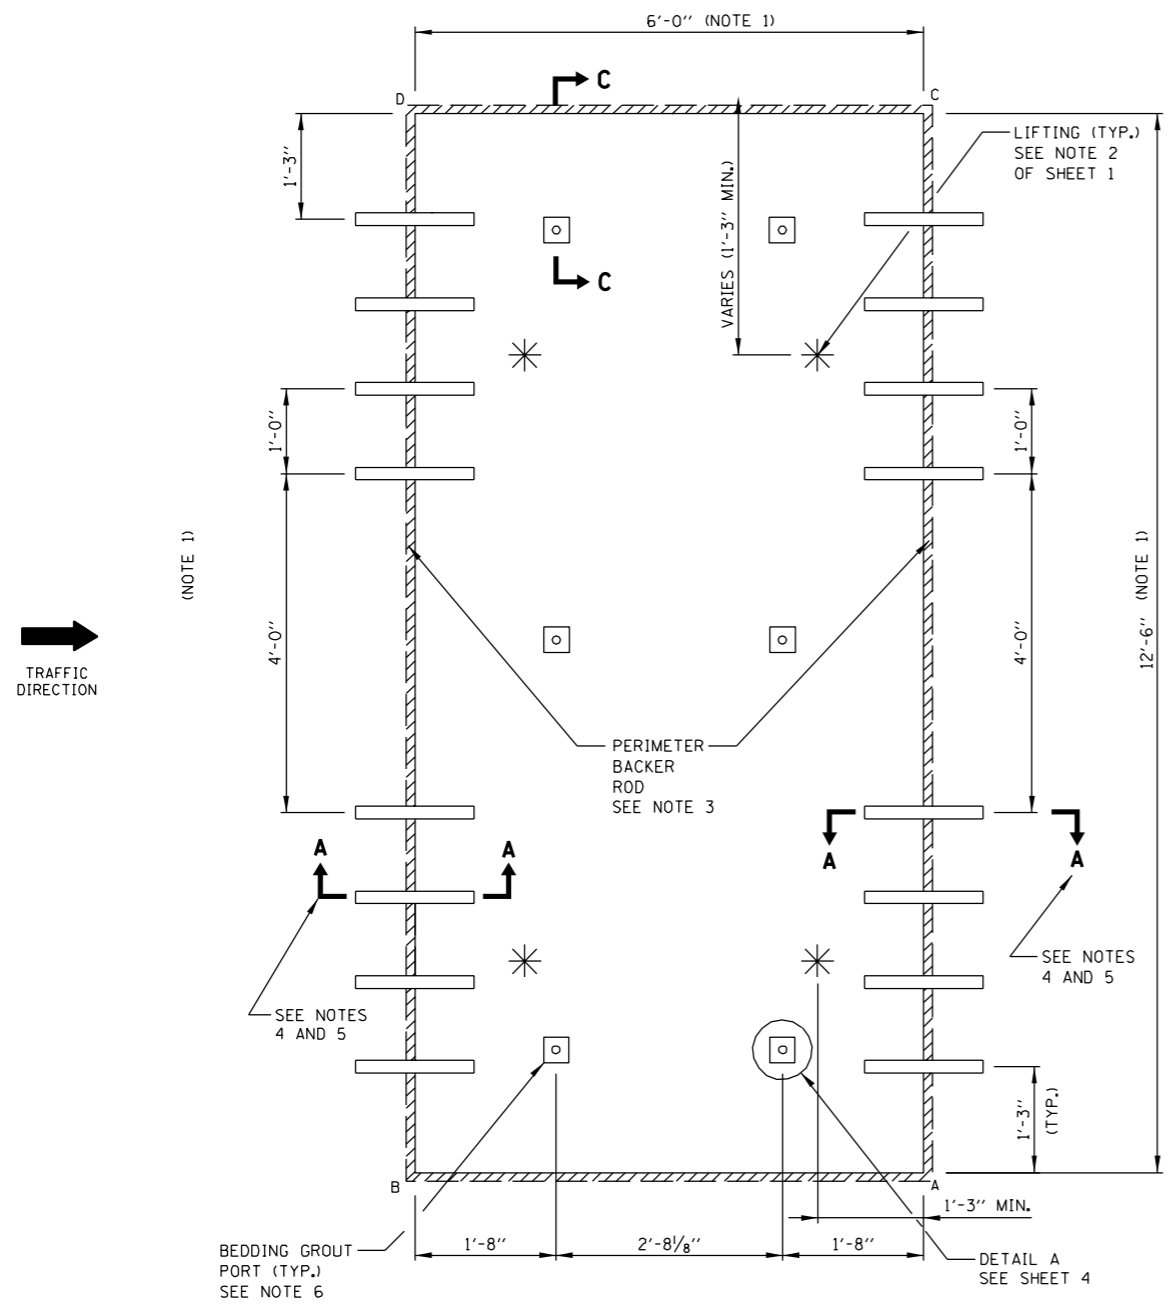 6'-0" (NOTE 1)
C
D
C
1'-3"
VARIES (1'-3" MIN.)
LIFTING (TYP.)
SEE NOTE 2
OF SHEET 1
C
1'-0"
1'-0"
(NOTE 1)
4'-0"
4'-0"
12'-6" (NOTE 1)
TRAFFIC
DIRECTION
PERIMETER
BACKER
ROD
SEE NOTE 3
A
A
A
A
SEE NOTES
4 AND 5
SEE NOTES
4 AND 5
1'-3"
(TYP.)
B
A
1'-3" MIN.
BEDDING GROUT
PORT (TYP.)
SEE NOTE 6
1'-8"
2'-8 1/8"
1'-8"
DETAIL A
SEE SHEET 4